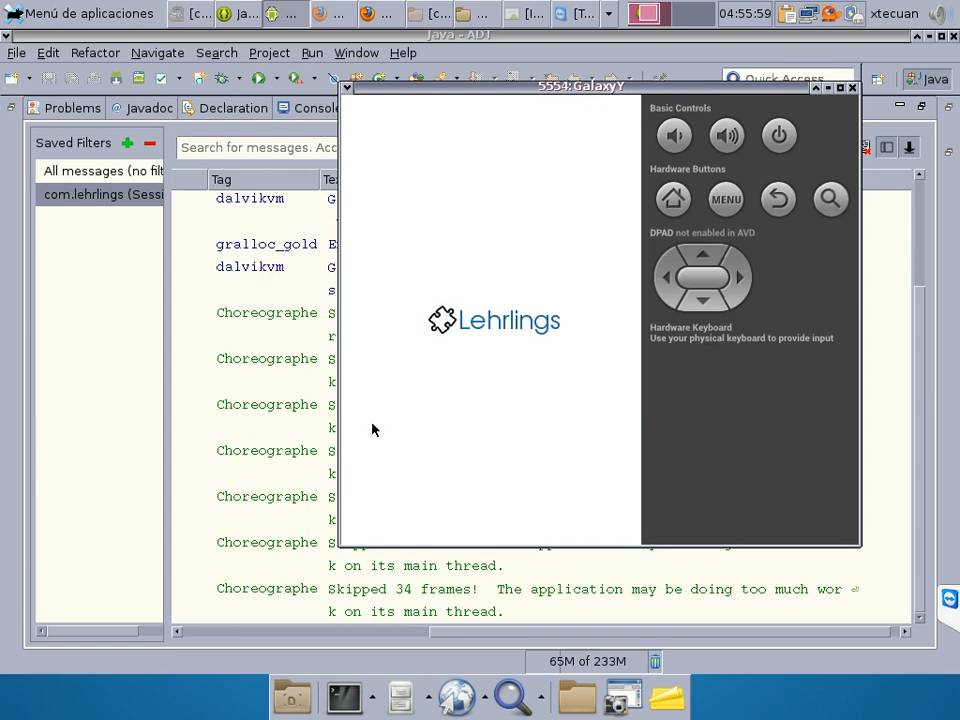 Menú de aplicaciones
[c...
Ja...
...
...
...
[c...
...
[I...
[T...
04:55:59
xtecuan
Java - ADT
File Edit Refactor Navigate Search Project Run Window Help
Quick Access
Java
5554:GalaxyY
Problems
Javadoc
Declaration
Console
Saved Filters
All messages (no filt
com.lehrlings (Sessi
Search for messages. Acc
Tag
dalvikvm G
gralloc_gold E
dalvikvm G
s
Choreographe S
r
Choreographe S
k
Choreographe S
k
Choreographe S
k
Choreographe S
k
Choreographe S
k on its main thread.
Choreographe Skipped 34 frames! The application may be doing too much wor
k on its main thread.
Lehrlings
Basic Controls
Hardware Buttons
MENU
DPAD not enabled in AVD
Hardware Keyboard
Use your physical keyboard to provide input
65M of 233M
D